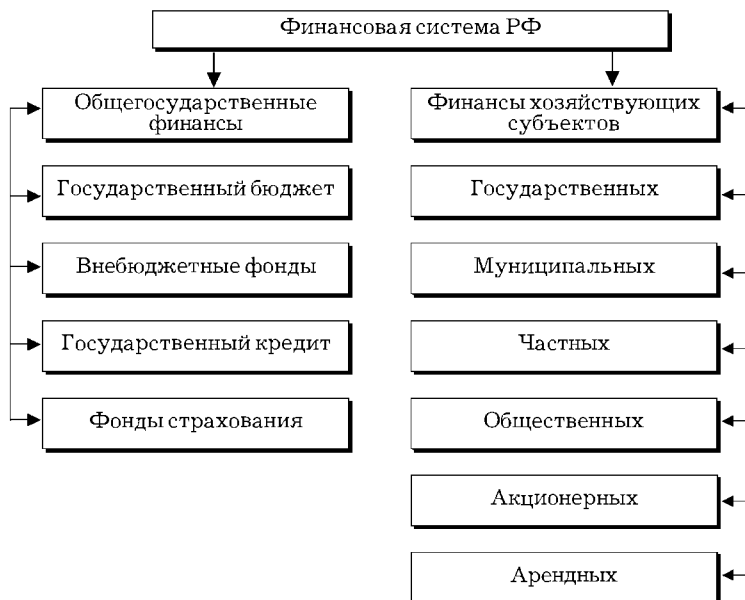 Финансовая система РФ
Общегосударственные
финансы
Государственный бюджет
Внебюджетные фонды
Государственный кредит
Фонды страхования
Финансы хозяйствующих
субъектов
Государственных
Муниципальных
Частных
Общественных
Акционерных
Арендных